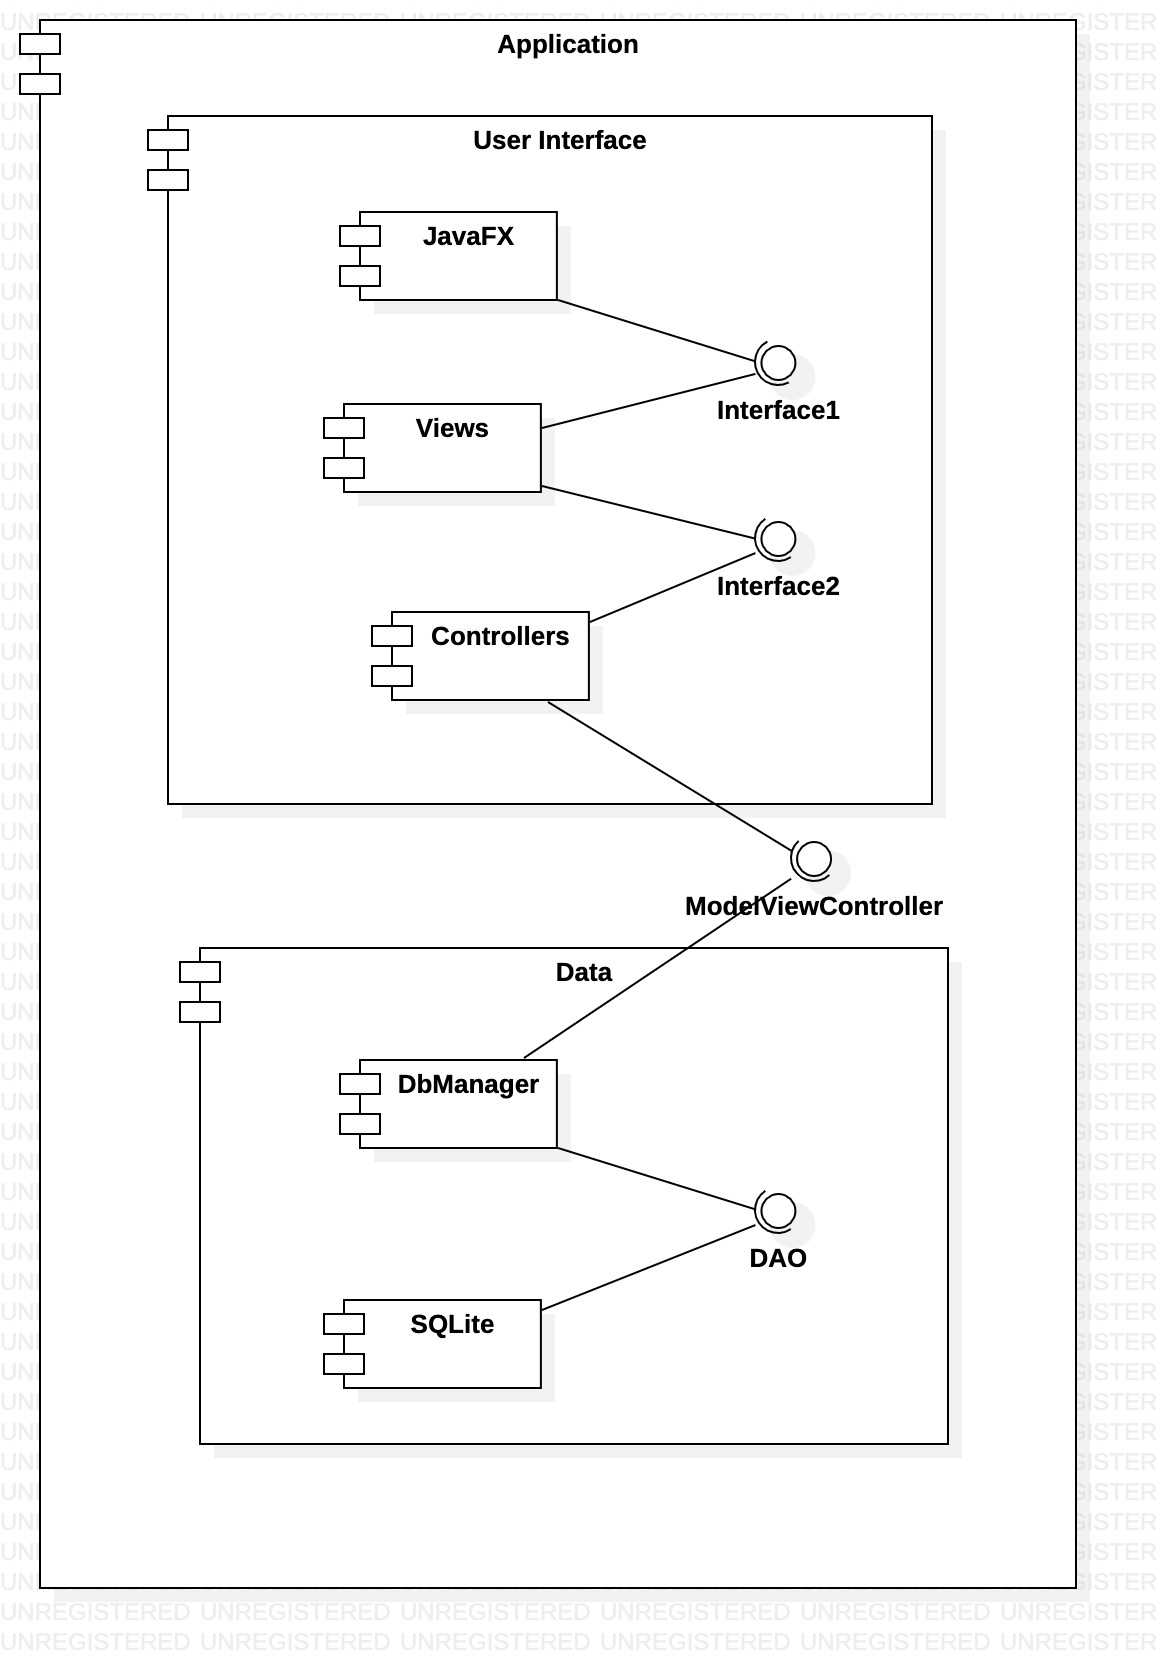 Application
User Interface
JavaFX
Interface1
Views
Interface2
Controllers
ModelViewController
Data
DbManager
DAO
SQLite
UNREGISTERED UNREGISTERED UNREGISTERED UNREGISTERED UNREGISTERED UNREGISTER
UNREGISTERED UNREGISTERED UNREGISTERED UNREGISTERED UNREGISTERED UNREGISTER